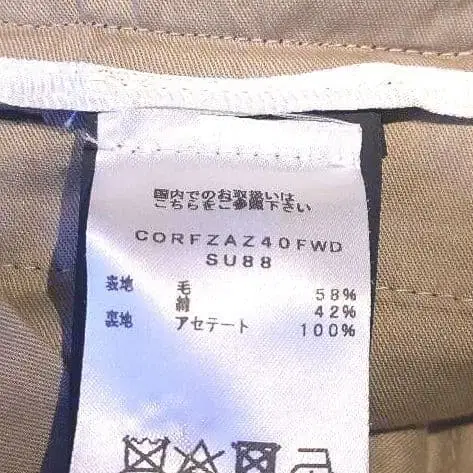 国内でのお取扱いは
こちらをご参照下さい
CORFZAZ40FWD
SU88
表地 毛 58%
綿 42%
裏地 アセテート 100%